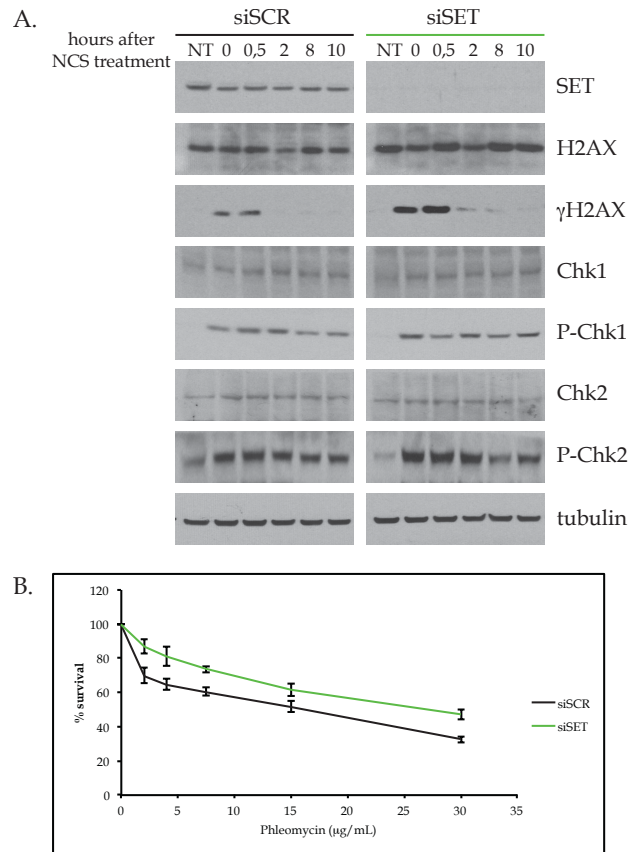 A.
siSCR
siSET
hours after
NCS treatment
NT 0 0,5 2 8 10
NT 0 0,5 2 8 10
SET
H2AX
γH2AX
Chk1
P-Chk1
Chk2
P-Chk2
tubulin
B.
120
100
80
60
40
20
0
% survival
0 5 10 15 20 25 30 35
Phleomycin (µg/mL)
siSCR
siSET